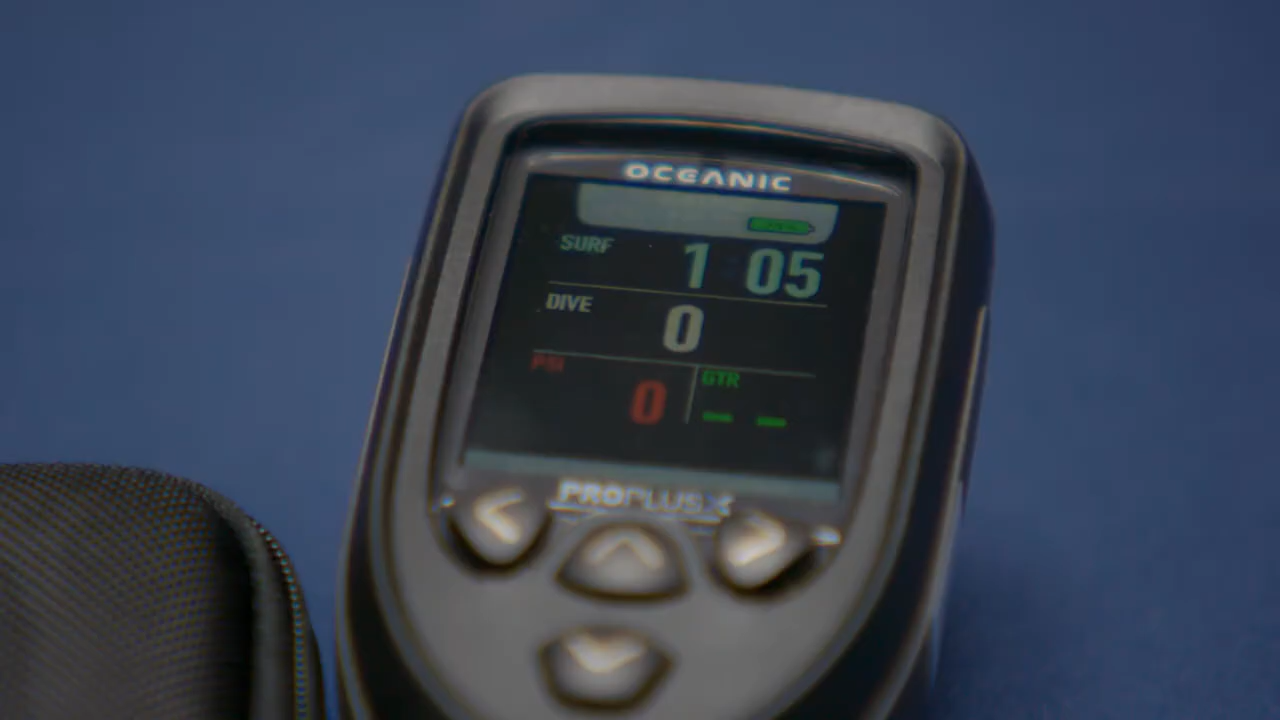 OCEANIC
SURF 1 05
DIVE 0
PSI 0 GTR - -
PROPLUS X